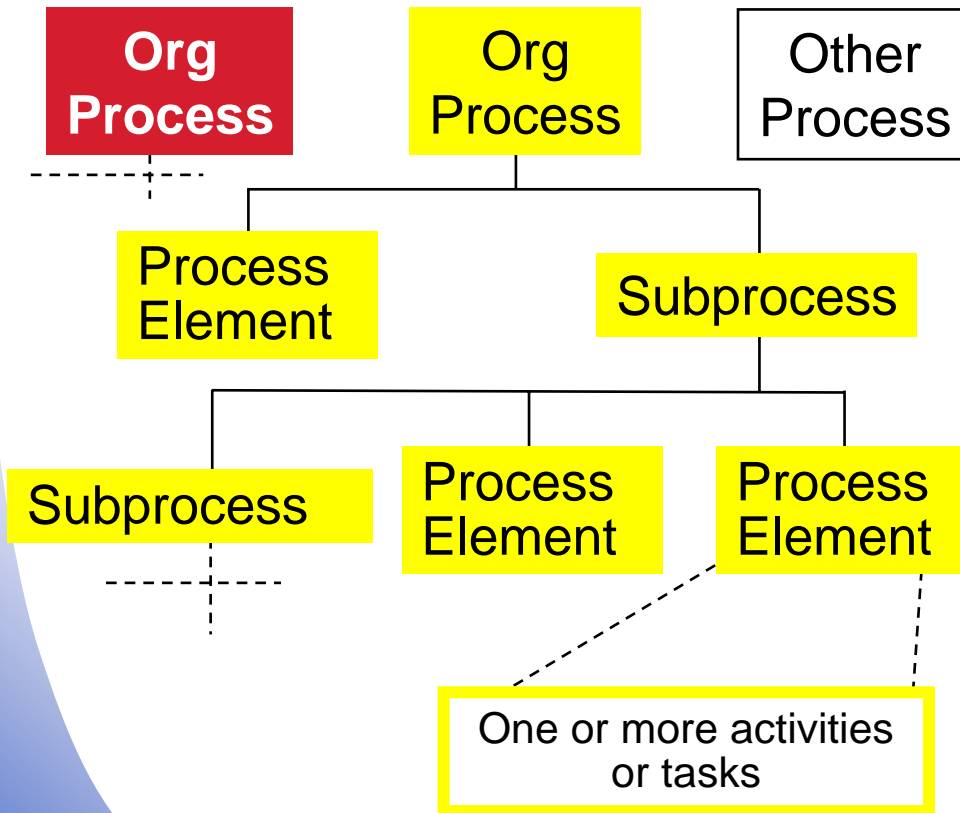 Org
Process
Org
Process
Other
Process
Process
Element
Subprocess
Subprocess
Process
Element
Process
Element
One or more activities
or tasks